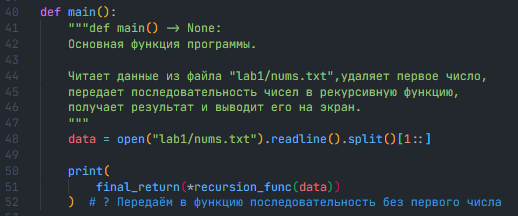 40 def main():
41 """def main() -> None:
42 Основная функция программы.
43
44 Читает данные из файла "lab1/nums.txt",удаляет первое число,
45 передает последовательность чисел в рекурсивную функцию,
46 получает результат и выводит его на экран.
47 """
48 data = open("lab1/nums.txt").readline().split()[1::]
49
50 print(
51 final_return(*recursion_func(data))
52 ) # ? Передаём в функцию последовательность без первого числа